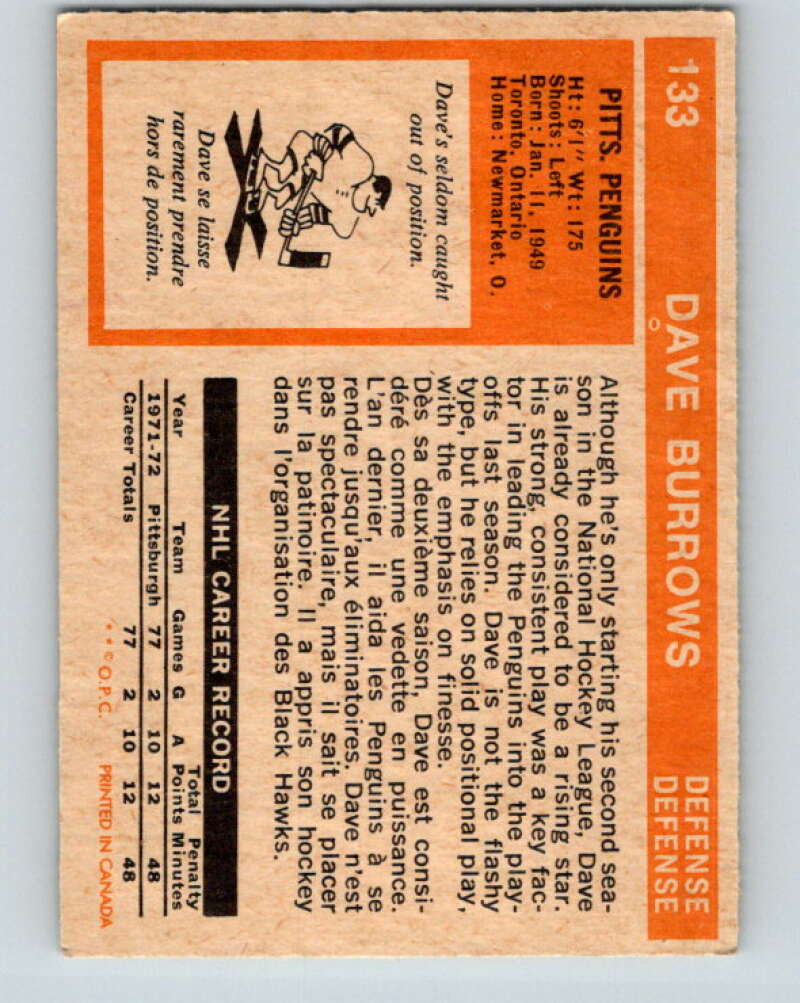 133
DAVE BURROWS
DEFENSE
DEFENSE
PITTS. PENGUINS
Ht: 6'1" Wt: 175
Shoots: Left
Born: Jan. 11, 1949
Toronto, Ontario
Home: Newmarket, O.
Dave's seldom caught
out of position.
Dave se laisse
rarement prendre
hors de position.
Although he's only starting his second sea-
son in the National Hockey League, Dave
is already considered to be a rising star.
His strong, consistent play was a key fac-
tor in leading the Penguins into the play-
offs last season. Dave is not the flashy
type, but he relies on solid positional play,
with the emphasis on finesse.
Dès sa deuxième saison, Dave est consi-
déré comme une vedette en puissance.
L'an dernier, il aida les Penguins à se
rendre jusqu'aux éliminatoires. Dave n'est
pas spectaculaire, mais il sait se placer
sur la patinoire. Il a appris son hockey
dans l'organisation des Black Hawks.
NHL CAREER RECORD
Total Penalty
Year Team Games G A Points Minutes
1971-72 Pittsburgh 77 2 10 12 48
Career Totals 77 2 10 12 48
**© O.P.C. PRINTED IN CANADA